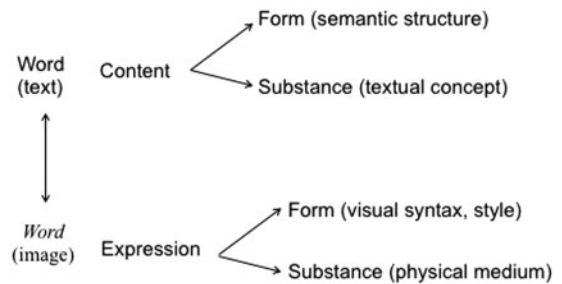 Form (semantic structure)
Word
(text)
Content
Substance (textual concept)
Form (visual syntax, style)
Word
(image)
Expression
Substance (physical medium)